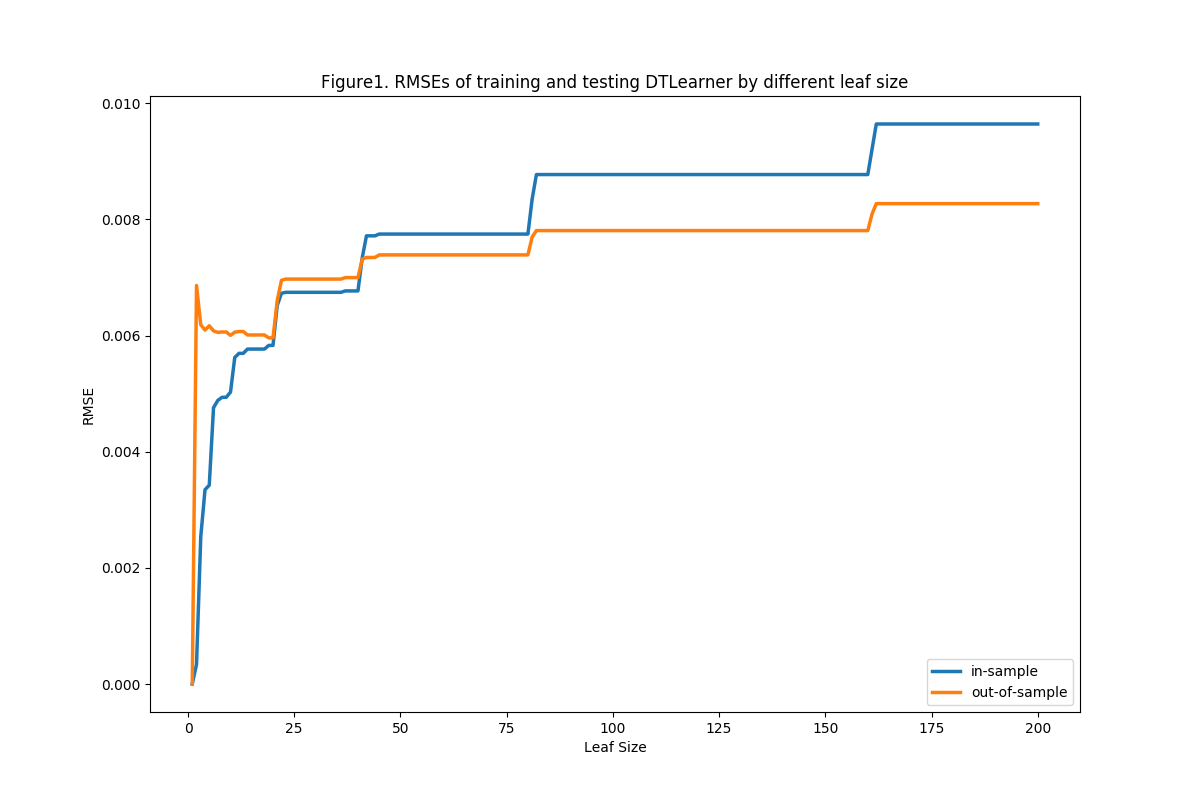 Figure1. RMSEs of training and testing DTLearner by different leaf size
0.010
0.008
0.006
0.004
0.002
0.000
RMSE
0 25 50 75 100 125 150 175 200
Leaf Size
in-sample
out-of-sample